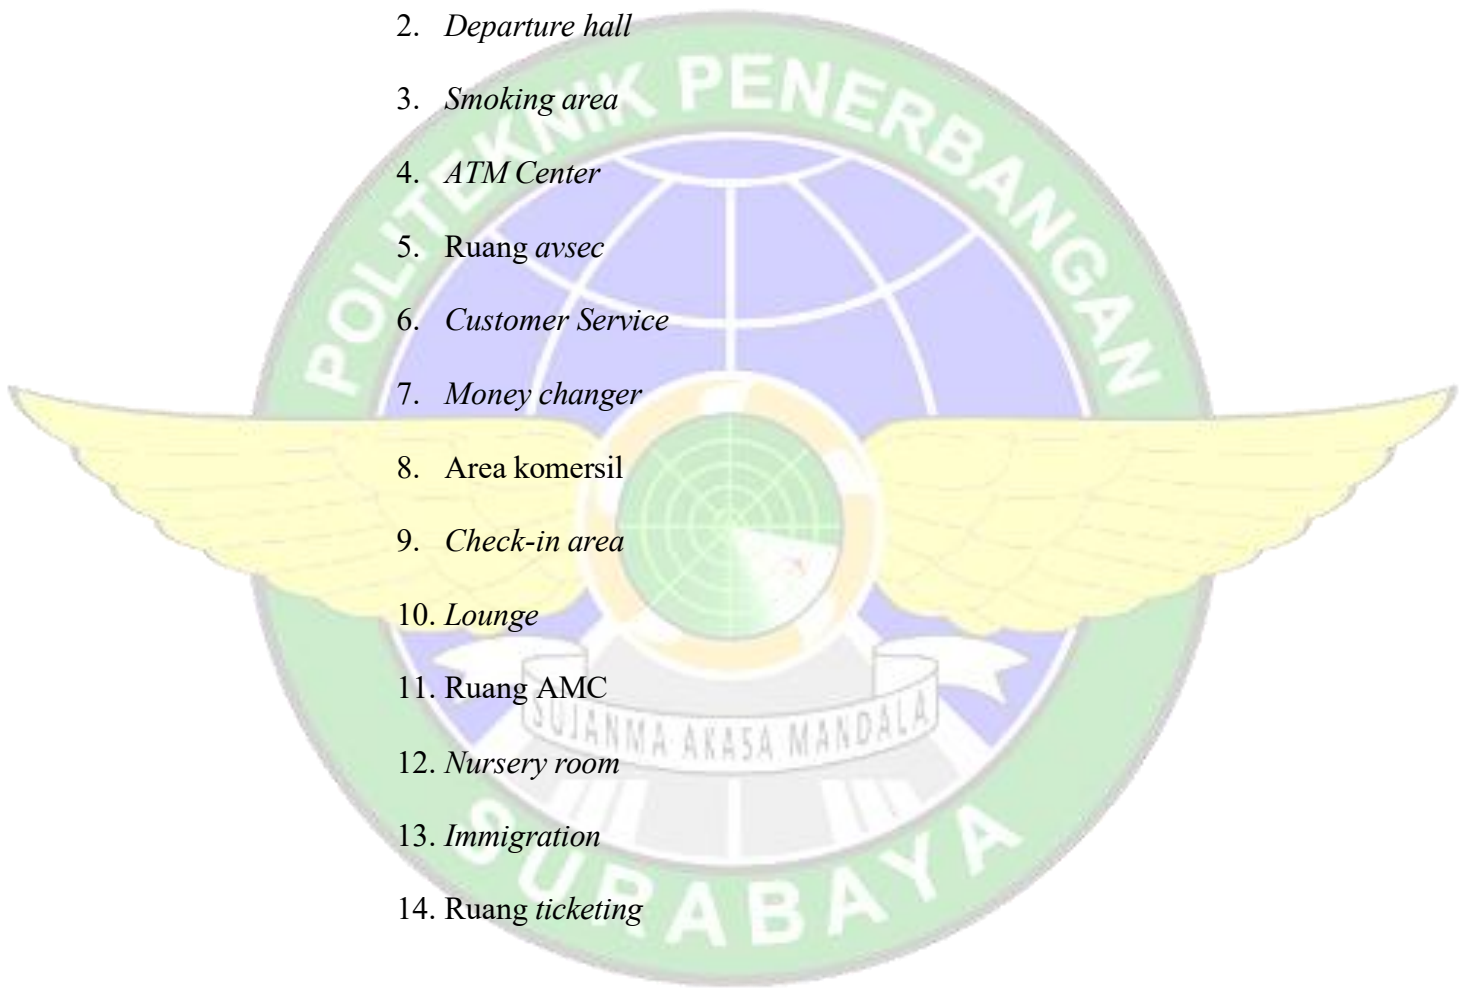 2. Departure hall
POLITEKNIK PENERBANGAN
3. Smoking area
4. ATM Center
5. Ruang avsec
6. Customer Service
7. Money changer
8. Area komersil
9. Check-in area
10. Lounge
11. Ruang AMC
SUJANMA AKASA MANDALA
12. Nursery room
13. Immigration
14. Ruang ticketing
SURABAYA